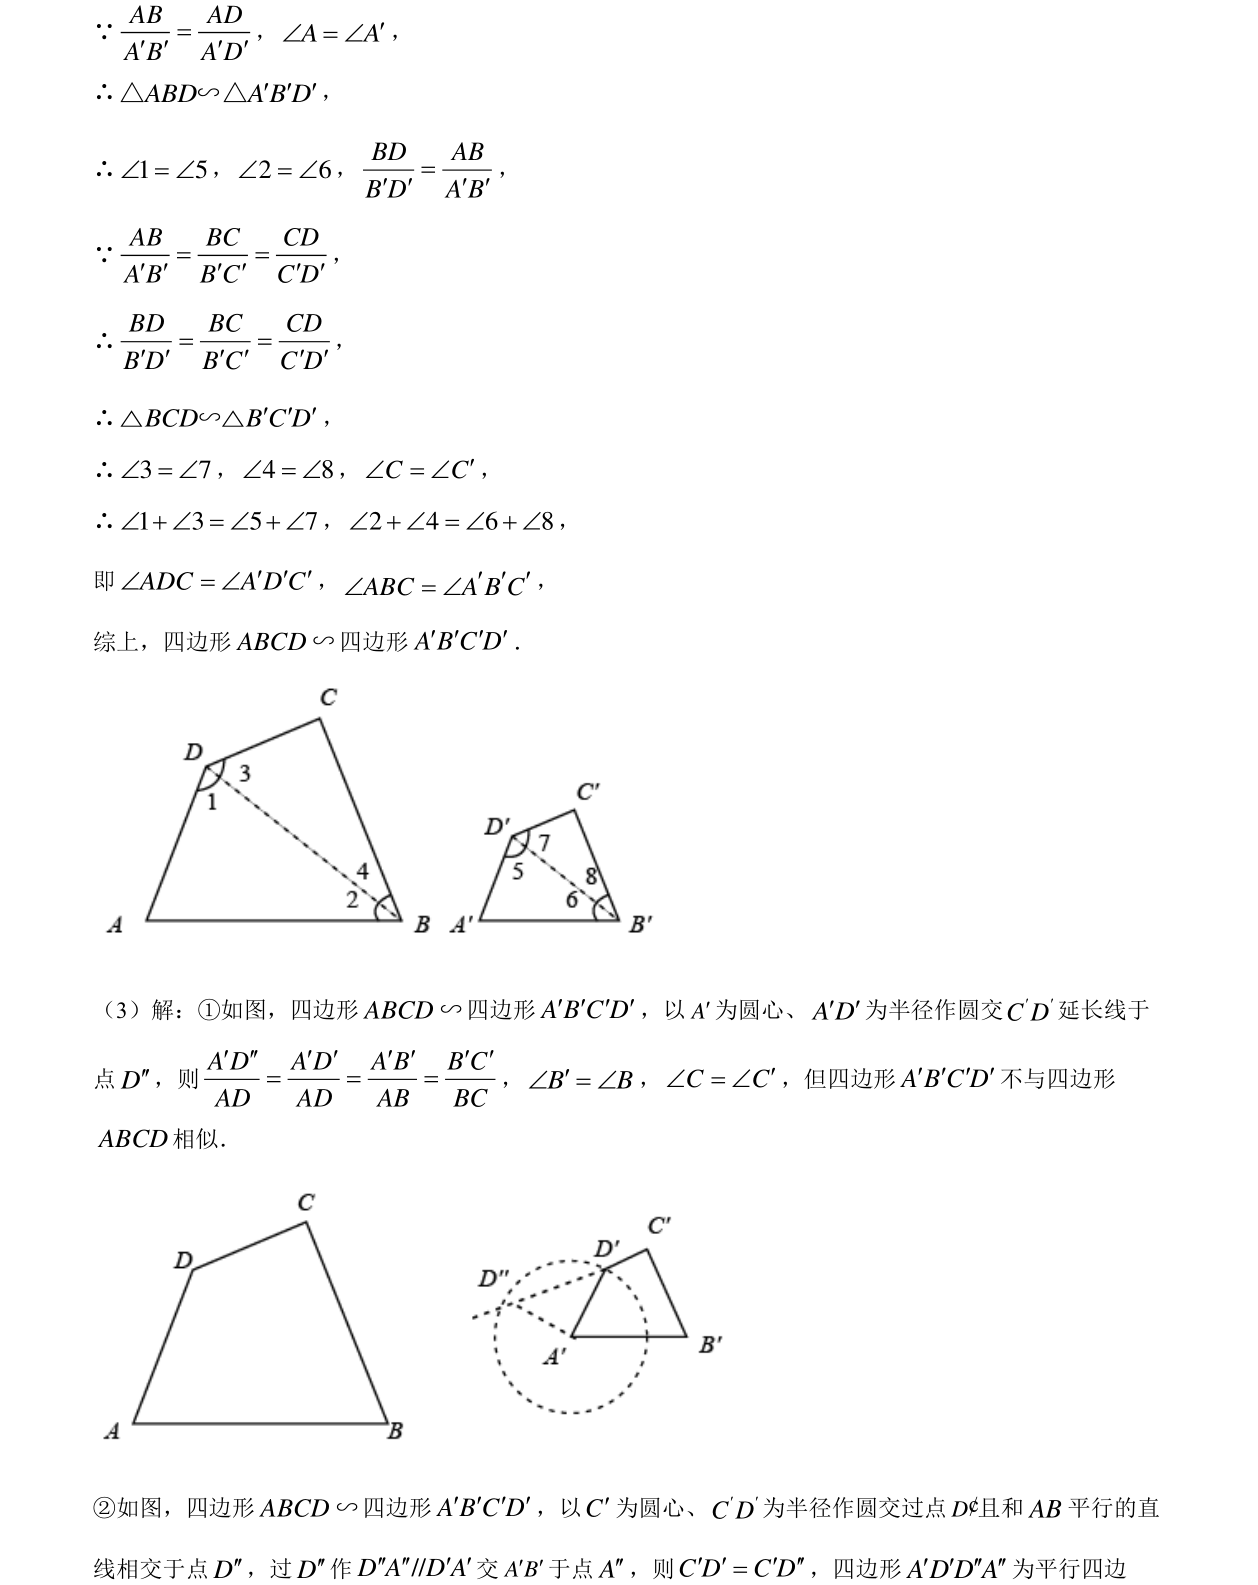 ∵ AB/A′B′ = AD/A′D′，∠A = ∠A′，
∴ △ABD∽△A′B′D′，
∴ ∠1 = ∠5，∠2 = ∠6，BD/B′D′ = AB/A′B′，
∵ AB/A′B′ = BC/B′C′ = CD/C′D′，
∴ BD/B′D′ = BC/B′C′ = CD/C′D′，
∴ △BCD∽△B′C′D′，
∴ ∠3 = ∠7，∠4 = ∠8，∠C = ∠C′，
∴ ∠1 + ∠3 = ∠5 + ∠7，∠2 + ∠4 = ∠6 + ∠8，
即 ∠ADC = ∠A′D′C′，∠ABC = ∠A′B′C′，
综上，四边形 ABCD ∽ 四边形 A′B′C′D′．
C
D
3
1
4
2
A
B
C′
D′
7
5
8
6
A′
B′
（3）解：①如图，四边形 ABCD ∽ 四边形 A′B′C′D′，以 A′ 为圆心、A′D′ 为半径作圆交 C′D′ 延长线于
点 D″，则 A′D″/AD = A′D′/AD = A′B′/AB = B′C′/BC，∠B′ = ∠B，∠C = ∠C′，但四边形 A′B′C′D′ 不与四边形
ABCD 相似．
C
D
A
B
C′
D′
D″
A′
B′
②如图，四边形 ABCD ∽ 四边形 A′B′C′D′，以 C′ 为圆心、C′D′ 为半径作圆交过点 D¢且和 AB 平行的直
线相交于点 D″，过 D″ 作 D″A″//D′A′ 交 A′B′ 于点 A″，则 C′D′ = C′D″，四边形 A′D′D″A″ 为平行四边